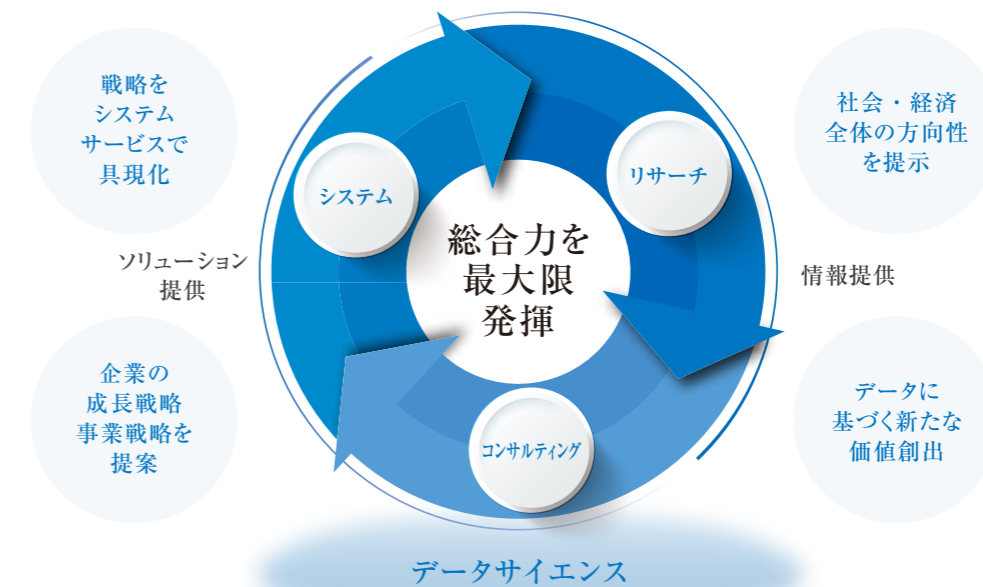 戦略を
システム
サービスで
具現化
社会・経済
全体の方向性
を提示
システム
リサーチ
総合力を
最大限
発揮
ソリューション
提供
情報提供
企業の
成長戦略
事業戦略を
提案
コンサルティング
データに
基づく新たな
価値創出
データサイエンス